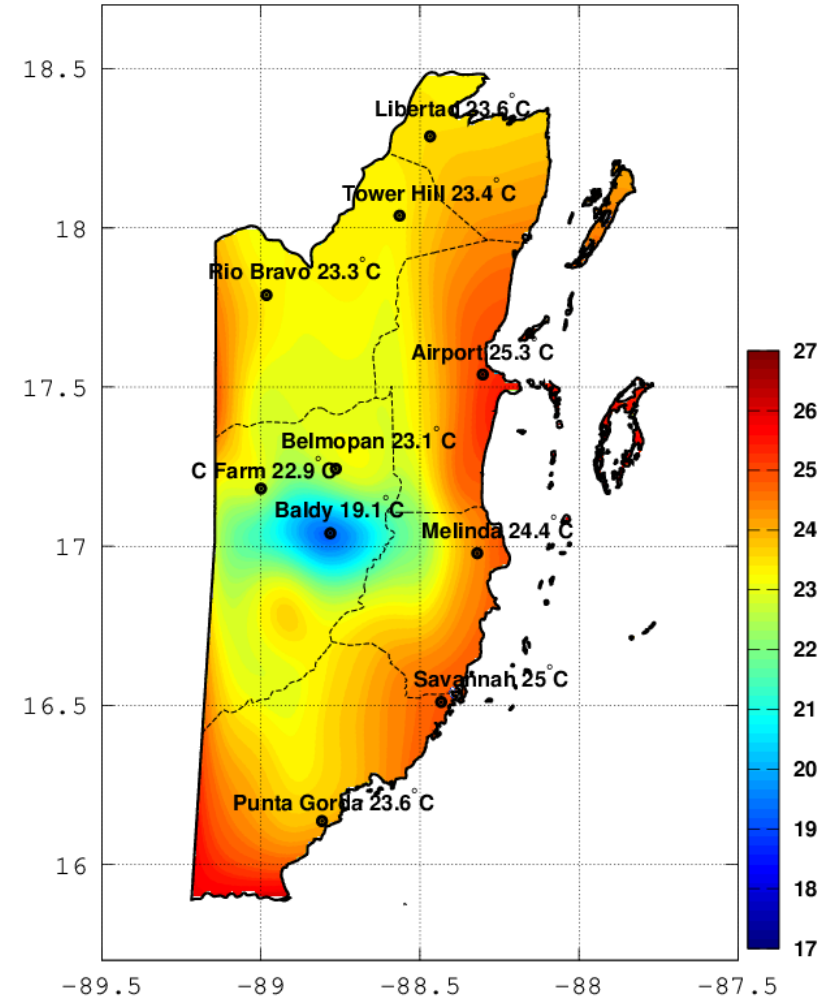 18.5
Libertad 23.6°C
Tower Hill 23.4°C
18
Rio Bravo 23.3°C
Airport 25.3°C
27
17.5
26
Belmopan 23.1°C
C Farm 22.9°C
25
Baldy 19.1°C
Melinda 24.4°C
24
17
23
22
Savannah 25°C
16.5
21
20
Punta Gorda 23.6°C
19
16
18
17
-89.5 -89 -88.5 -88 -87.5